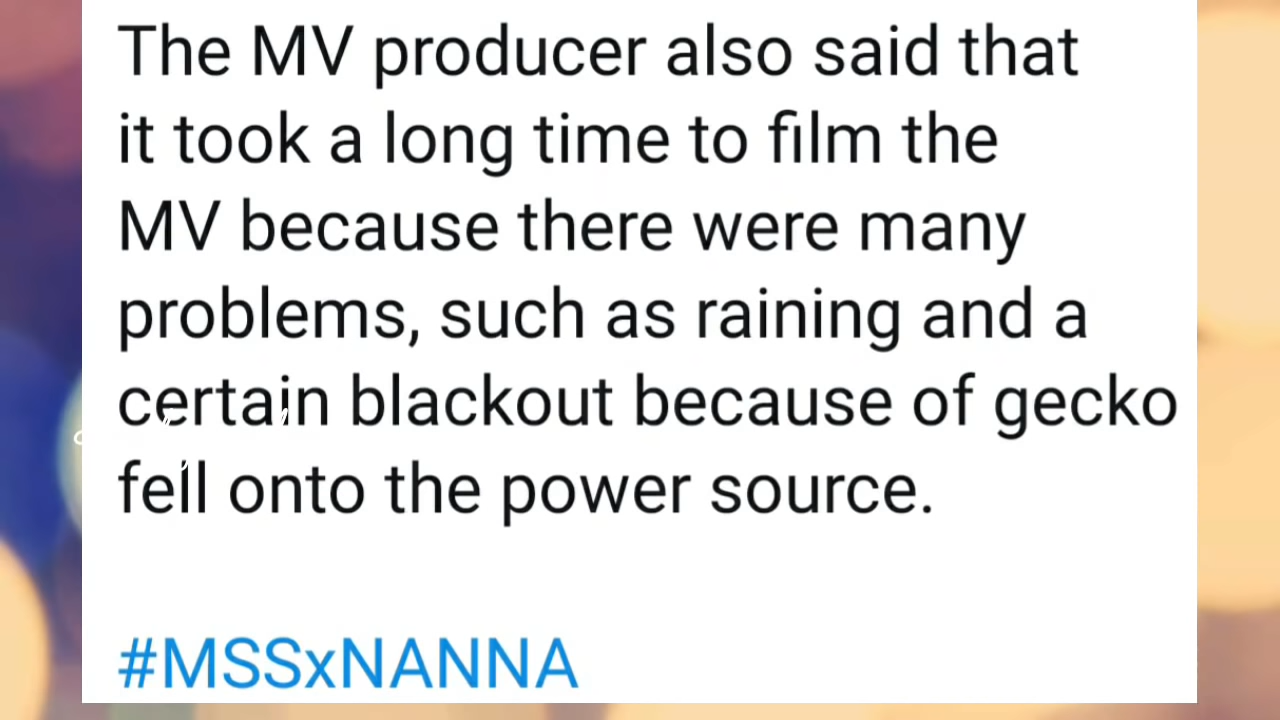 The MV producer also said that
it took a long time to film the
MV because there were many
problems, such as raining and a
certain blackout because of gecko
fell onto the power source.
#MSSxNANNA